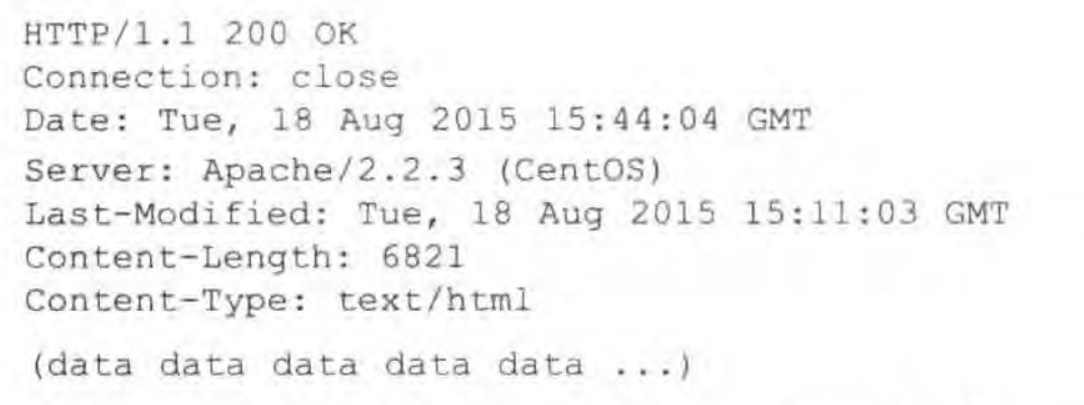 HTTP/1.1 200 OK
Connection: close
Date: Tue, 18 Aug 2015 15:44:04 GMT
Server: Apache/2.2.3 (CentOS)
Last-Modified: Tue, 18 Aug 2015 15:11:03 GMT
Content-Length: 6821
Content-Type: text/html
(data data data data data ...)